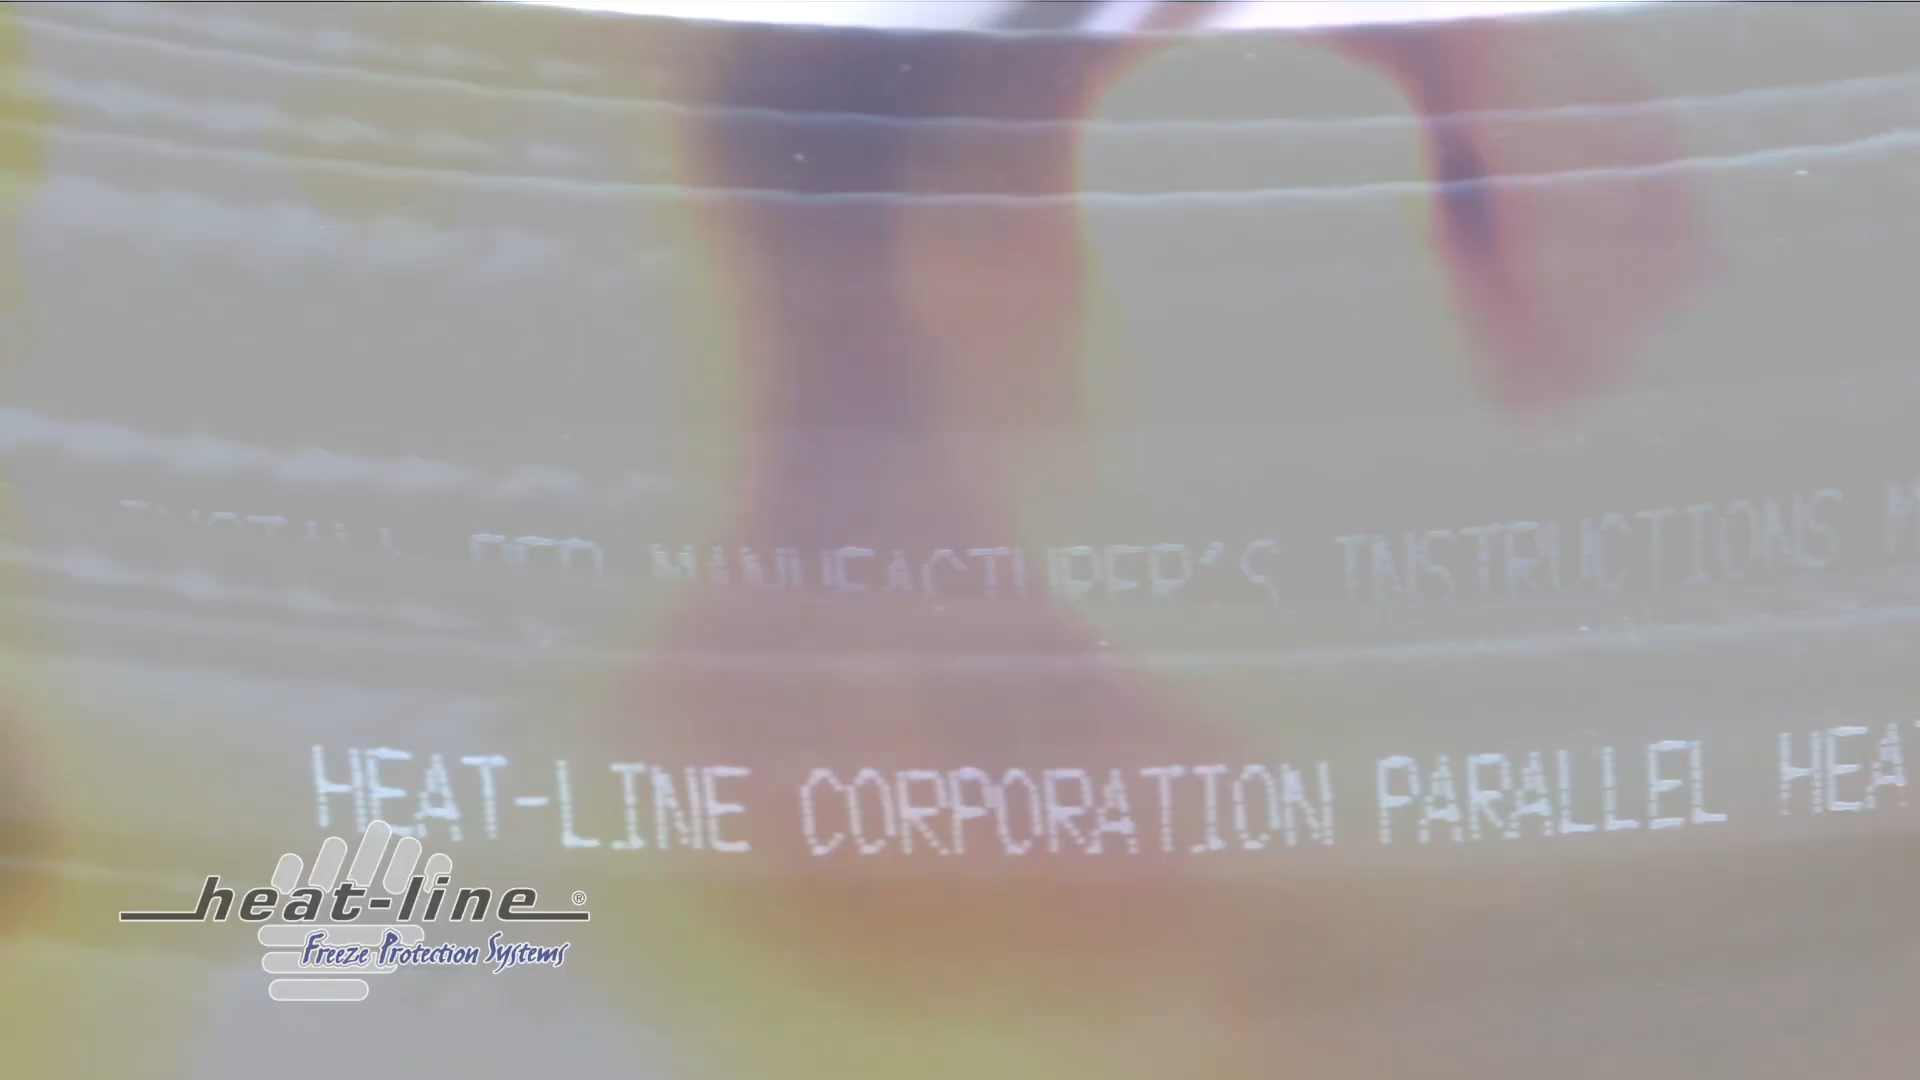 MANUFACTURER'S INSTRUCTIONS
HEAT-LINE CORPORATION PARALLEL
heat-line®
Freeze Protection Systems